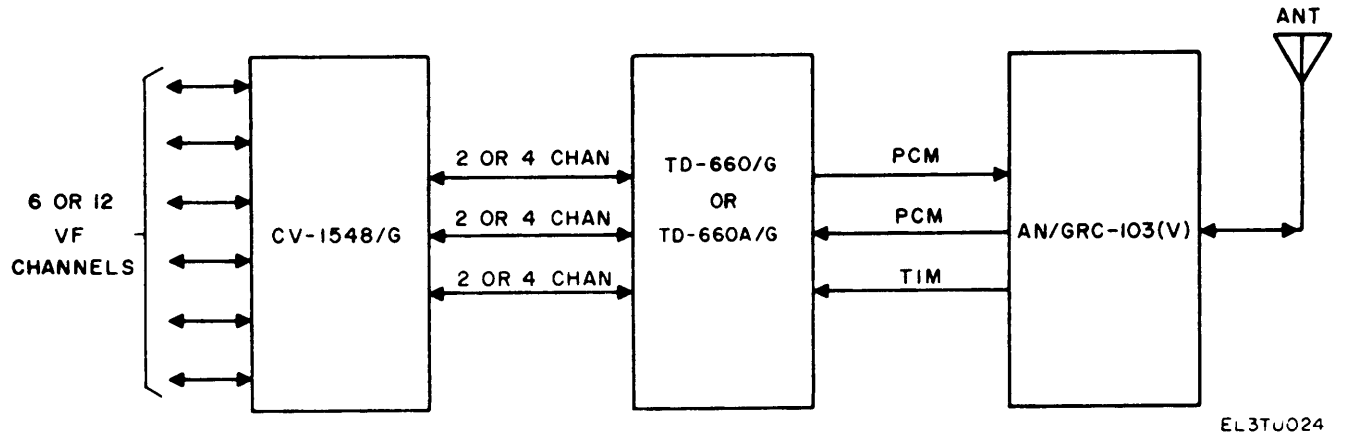 ANT
6 OR 12
VF
CHANNELS
CV-1548/G
2 OR 4 CHAN
2 OR 4 CHAN
2 OR 4 CHAN
TD-660/G
OR
TD-660A/G
PCM
PCM
TIM
AN/GRC-103(V)
EL3TU024